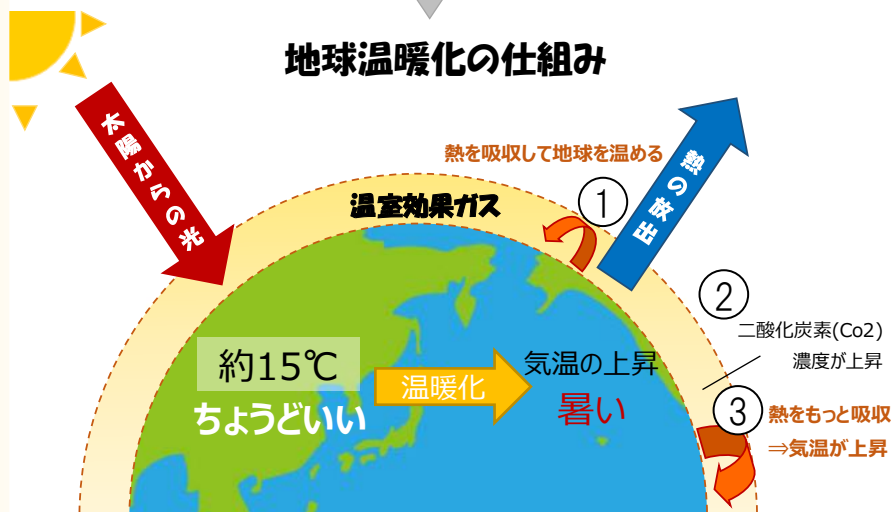 地球温暖化の仕組み
太陽からの光
熱を吸収して地球を温める
熱の放出
①
温室効果ガス
②
二酸化炭素(Co2)
濃度が上昇
約15℃
ちょうどいい
温暖化
気温の上昇
暑い
③
熱をもっと吸収
⇒気温が上昇